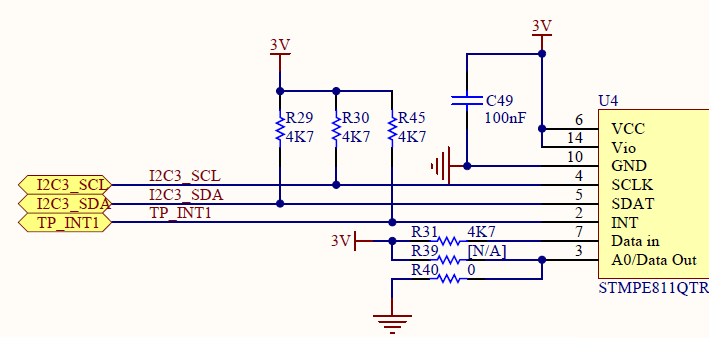 3V
3V
C49
100nF
U4
R29
4K7
R30
4K7
R45
4K7
6
VCC
14
Vio
10
GND
I2C3_SCL
I2C3_SCL
4
SCLK
I2C3_SDA
I2C3_SDA
5
SDAT
TP_INT1
TP_INT1
2
INT
3V
R31
4K7
7
Data in
R39
[N/A]
3
A0/Data Out
R40
0
STMPE811QTR